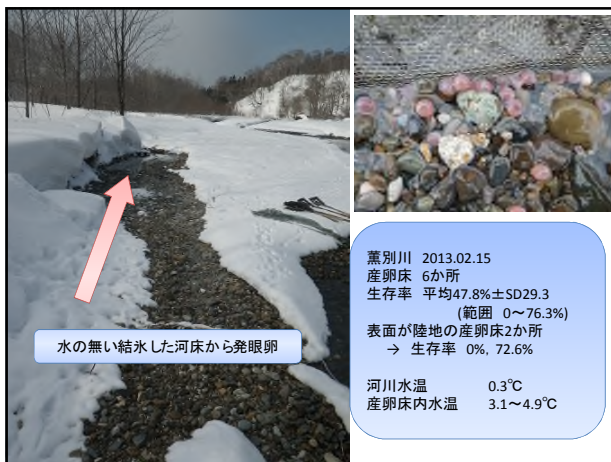 水の無い結氷した河床から発眼卵
薫別川 2013.02.15
産卵床 6か所
生存率 平均47.8%±SD29.3
(範囲 0~76.3%)
表面が陸地の産卵床2か所
→ 生存率 0%, 72.6%
河川水温 0.3℃
産卵床内水温 3.1~4.9℃